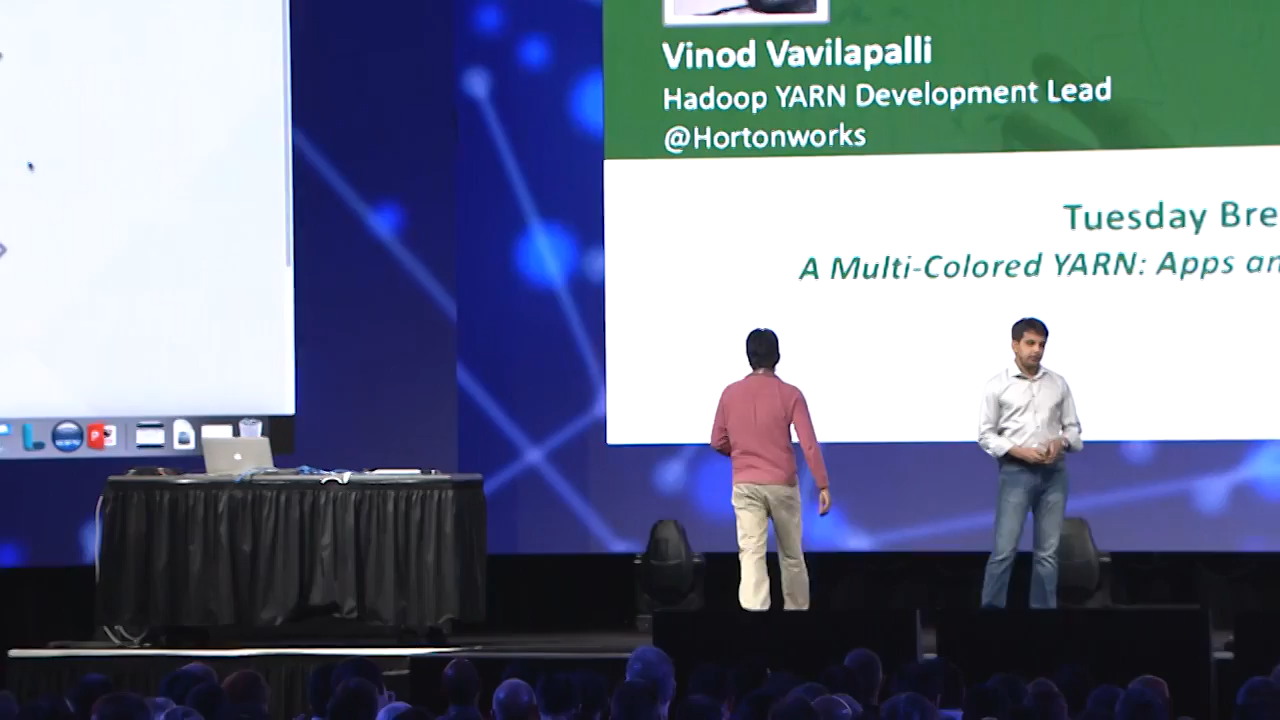 Vinod Vavilapalli
Hadoop YARN Development Lead
@Hortonworks
Tuesday Bre
A Multi-Colored YARN: Apps an